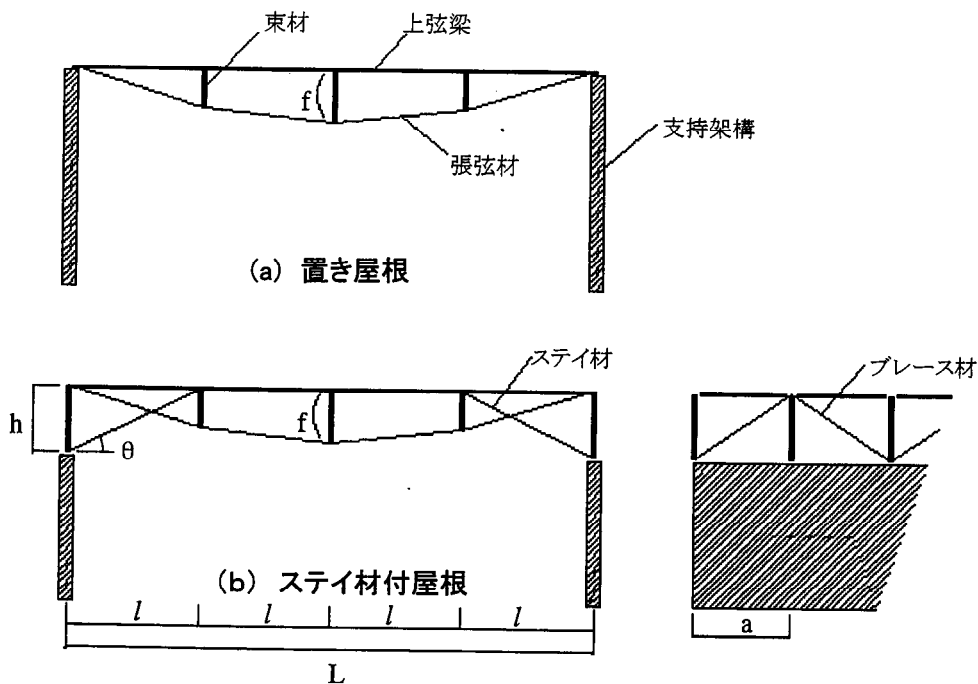 束材
上弦梁
f
張弦材
支持架構
(a) 置き屋根
ステイ材
ブレース材
h
f
θ
(b) ステイ材付屋根
l l l l
a
L